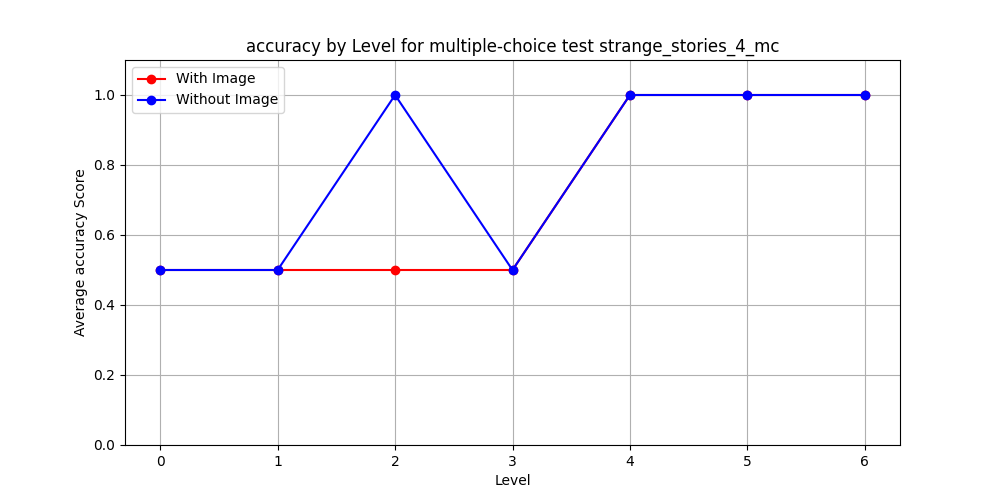 accuracy by Level for multiple-choice test strange_stories_4_mc
With Image
Without Image
Average accuracy Score
1.0
0.8
0.6
0.4
0.2
0.0
0 1 2 3 4 5 6
Level